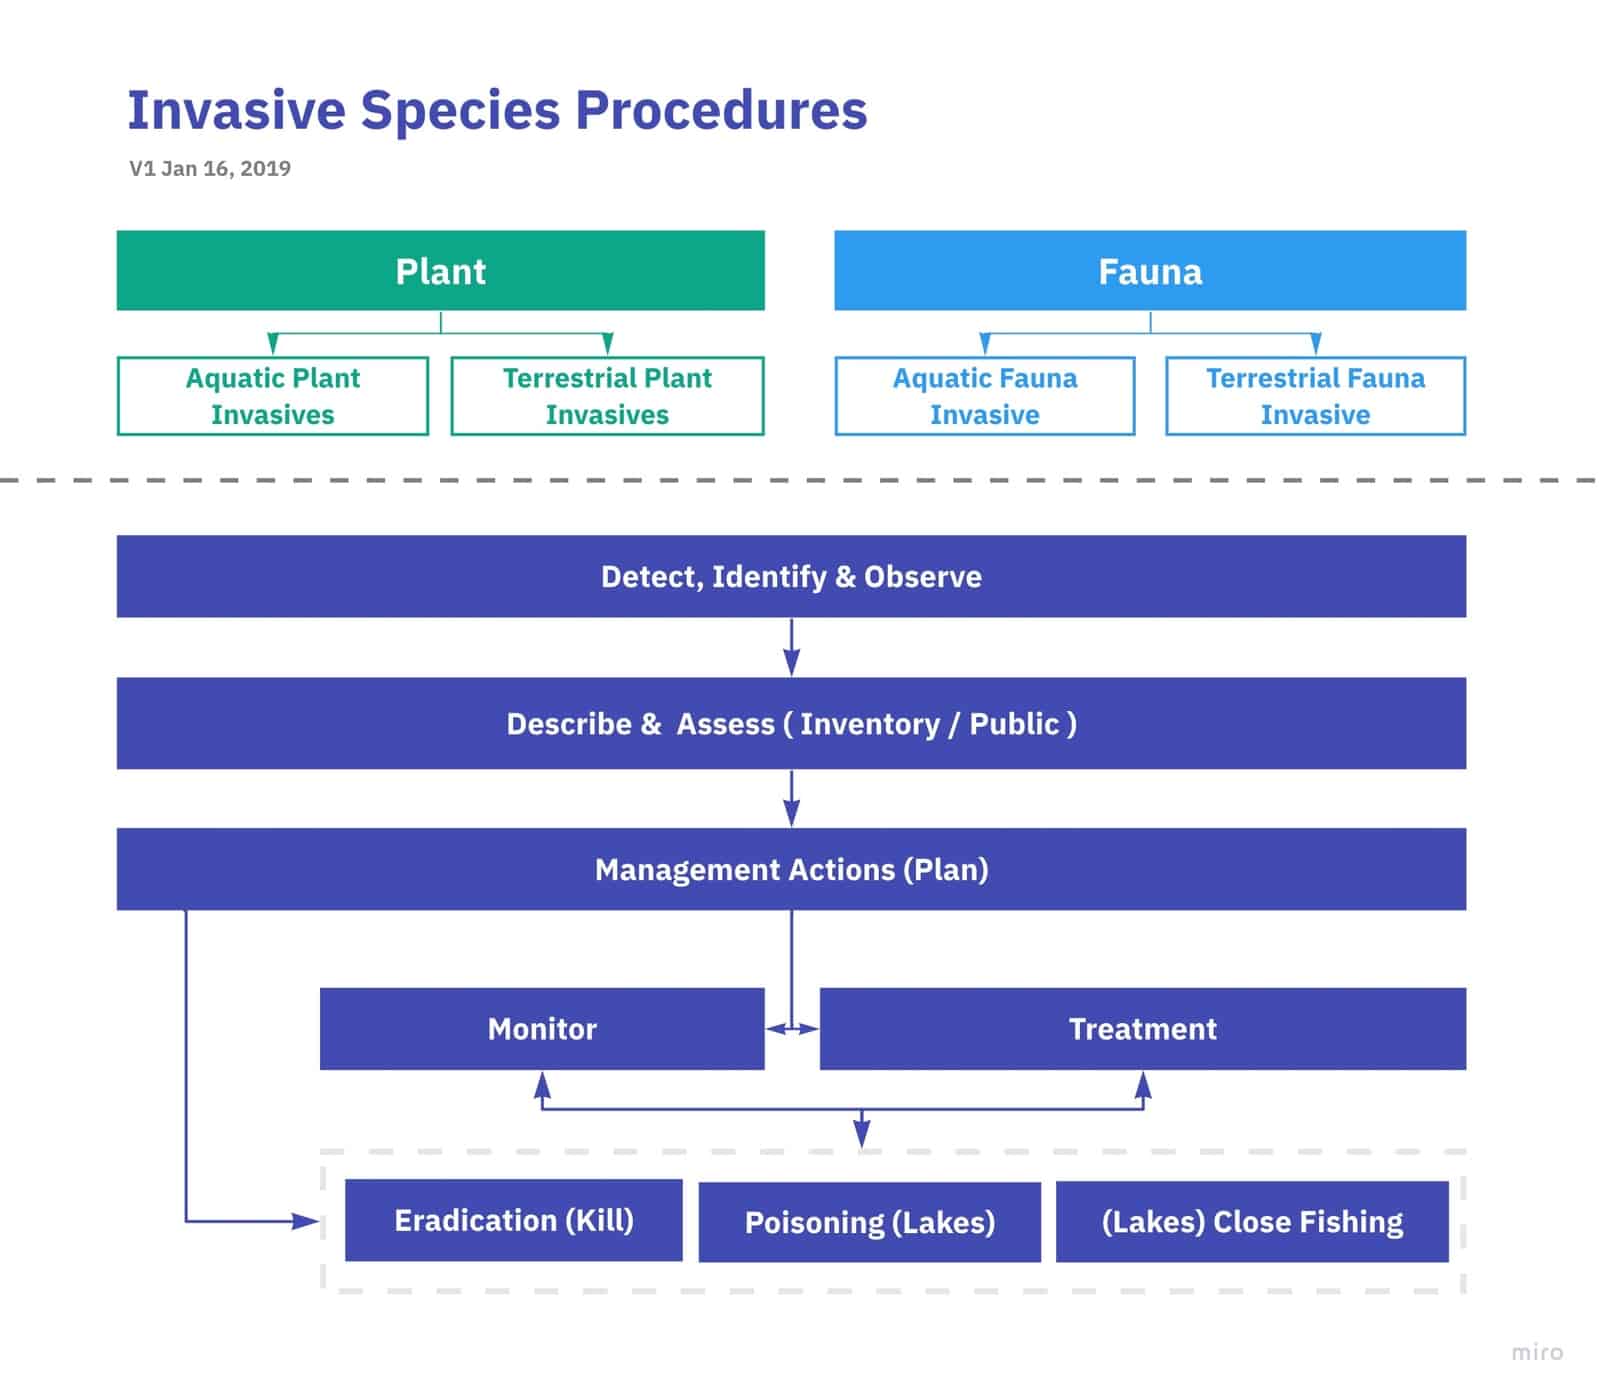 Invasive Species Procedures
V1 Jan 16, 2019
Plant
Fauna
Aquatic Plant
Invasives
Terrestrial Plant
Invasives
Aquatic Fauna
Invasive
Terrestrial Fauna
Invasive
Detect, Identify & Observe
Describe &  Assess ( Inventory / Public )
Management Actions (Plan)
Monitor
Treatment
Eradication (Kill)
Poisoning (Lakes)
(Lakes) Close Fishing
miro